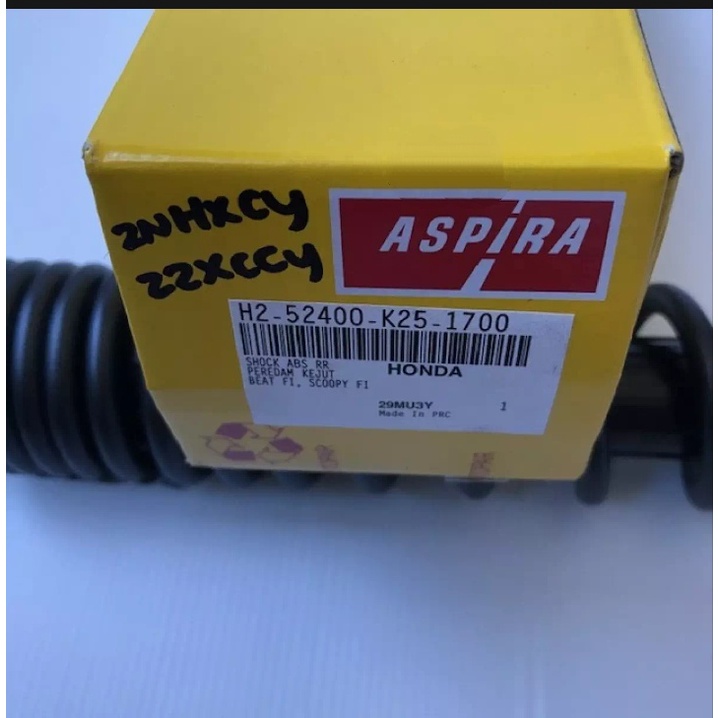 2NHXCY
22XCCY
ASPIRA
H2-52400-K25-1700
SHOCK ABS RR
PEREDAM KEJUT
BEAT FI, SCOOPY FI
HONDA
29MU3Y 1
Made In PRC